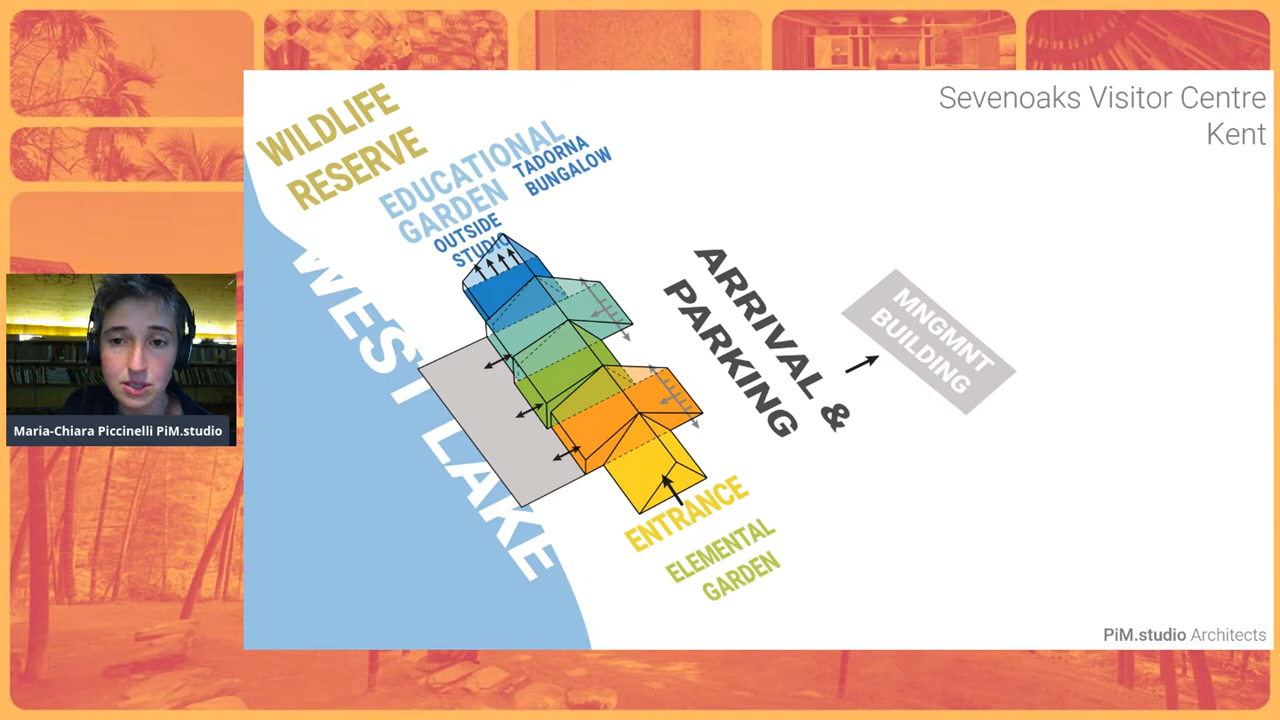 Sevenoaks Visitor Centre
Kent
WILDLIFE
RESERVE
EDUCATIONAL
GARDEN
TADORNA
BUNGALOW
OUTSIDE
STUDIO
WEST LAKE
ARRIVAL &
PARKING
MNGMNT
BUILDING
ENTRANCE
ELEMENTAL
GARDEN
Maria-Chiara Piccinelli PiM.studio
PiM.studio Architects